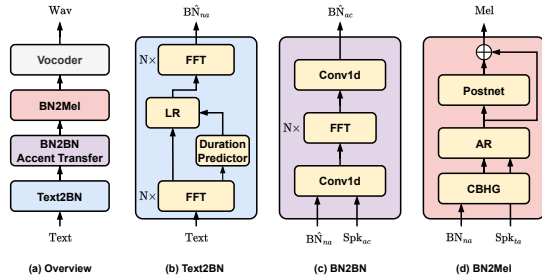 Wav
Vocoder
BN2Mel
BN2BN
Accent Transfer
Text2BN
Text
(a) Overview
BN̂na
N× FFT
LR
Duration
Predictor
N× FFT
Text
(b) Text2BN
BN̂ac
Conv1d
N× FFT
Conv1d
BN̂na Spkac
(c) BN2BN
Mel
Postnet
AR
CBHG
BNna Spkta
(d) BN2Mel